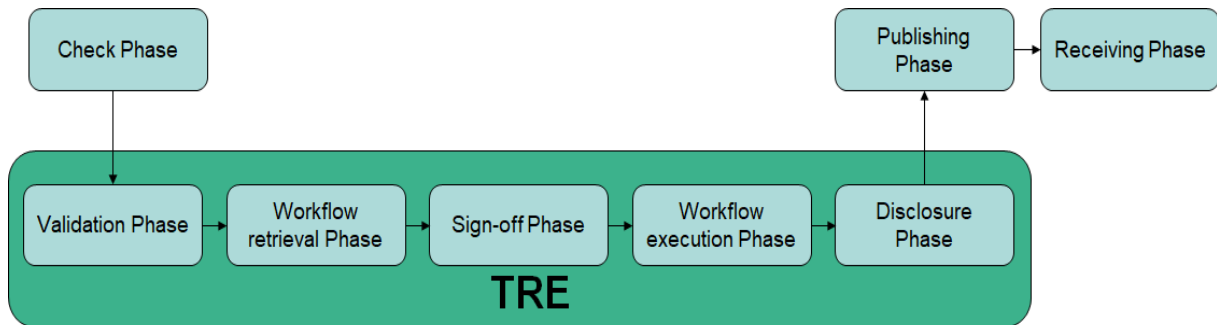 Check Phase
Publishing
Phase
Receiving Phase
Validation Phase
Workflow
retrieval Phase
Sign-off Phase
Workflow
execution Phase
Disclosure
Phase
TRE